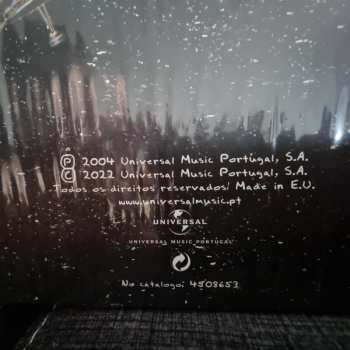 ℗ 2004 Universal Music Portugal, S.A.
© 2022 Universal Music Portugal, S.A.
Todos os direitos reservados/ Made in E.U.
www.universalmusic.pt
UNIVERSAL
UNIVERSAL MUSIC PORTUGAL
No catalogo: 4508653